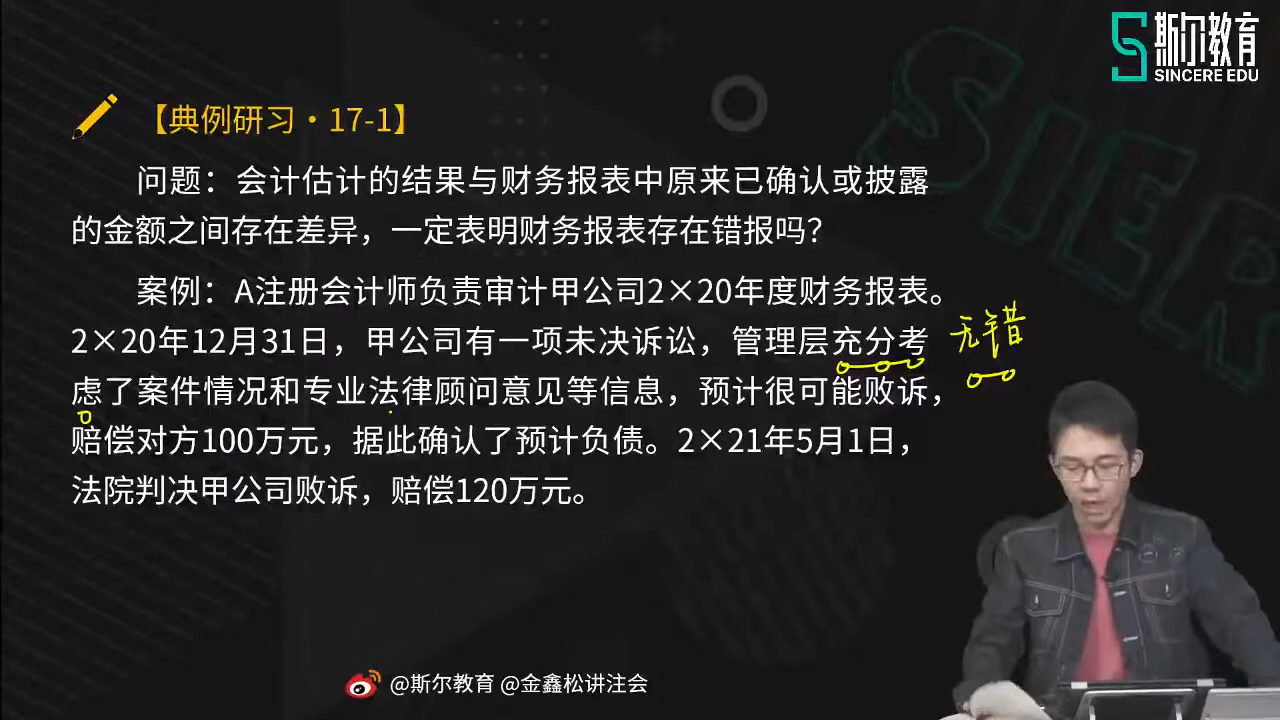 斯尔教育
SINCERE EDU
【典例研习·17-1】
问题：会计估计的结果与财务报表中原来已确认或披露
的金额之间存在差异，一定表明财务报表存在错报吗？
案例：A注册会计师负责审计甲公司2×20年度财务报表。
2×20年12月31日，甲公司有一项未决诉讼，管理层充分考
无错
虑了案件情况和专业法律顾问意见等信息，预计很可能败诉，
赔偿对方100万元，据此确认了预计负债。2×21年5月1日，
法院判决甲公司败诉，赔偿120万元。
@斯尔教育 @金鑫松讲注会